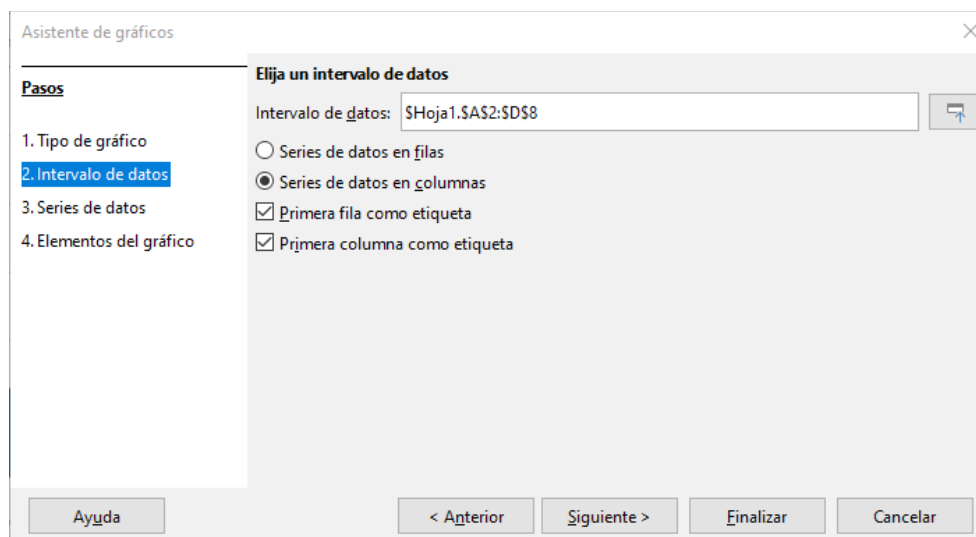 Asistente de gráficos
Pasos
1. Tipo de gráfico
2. Intervalo de datos
3. Series de datos
4. Elementos del gráfico
Elija un intervalo de datos
Intervalo de datos: $Hoja1.$A$2:$D$8
Series de datos en filas
Series de datos en columnas
Primera fila como etiqueta
Primera columna como etiqueta
Ayuda < Anterior Siguiente > Finalizar Cancelar